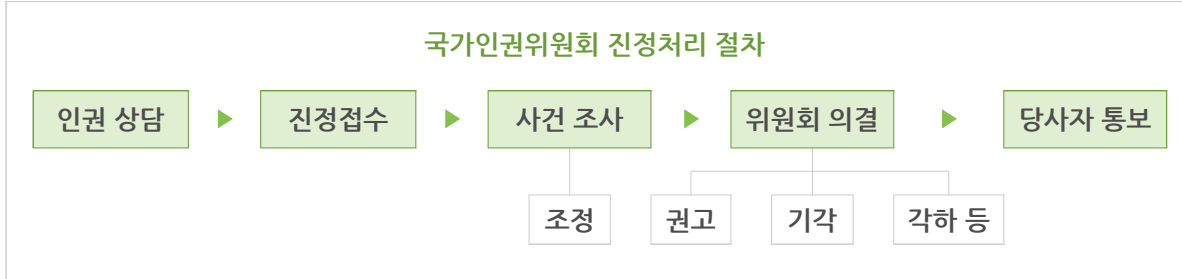 국가인권위원회 진정처리 절차
인권 상담 ▶ 진정접수 ▶ 사건 조사 ▶ 위원회 의결 ▶ 당사자 통보
조정 권고 기각 각하 등